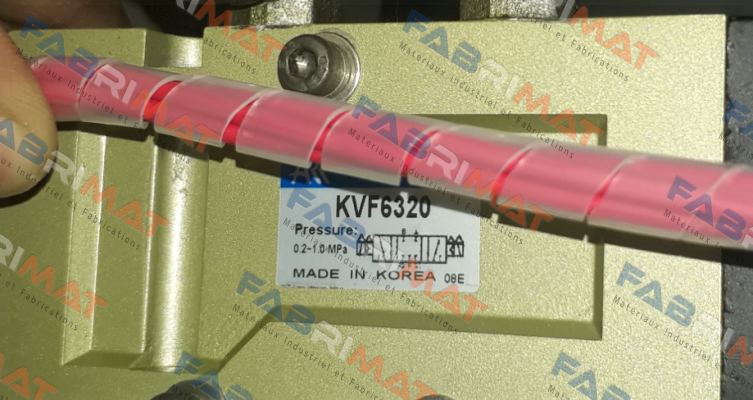 KVF6320
Pressure:
0.2~1.0 MPa
MADE IN KOREA 08E
FABRIMAT
Materiaux Industriel et Fabrications